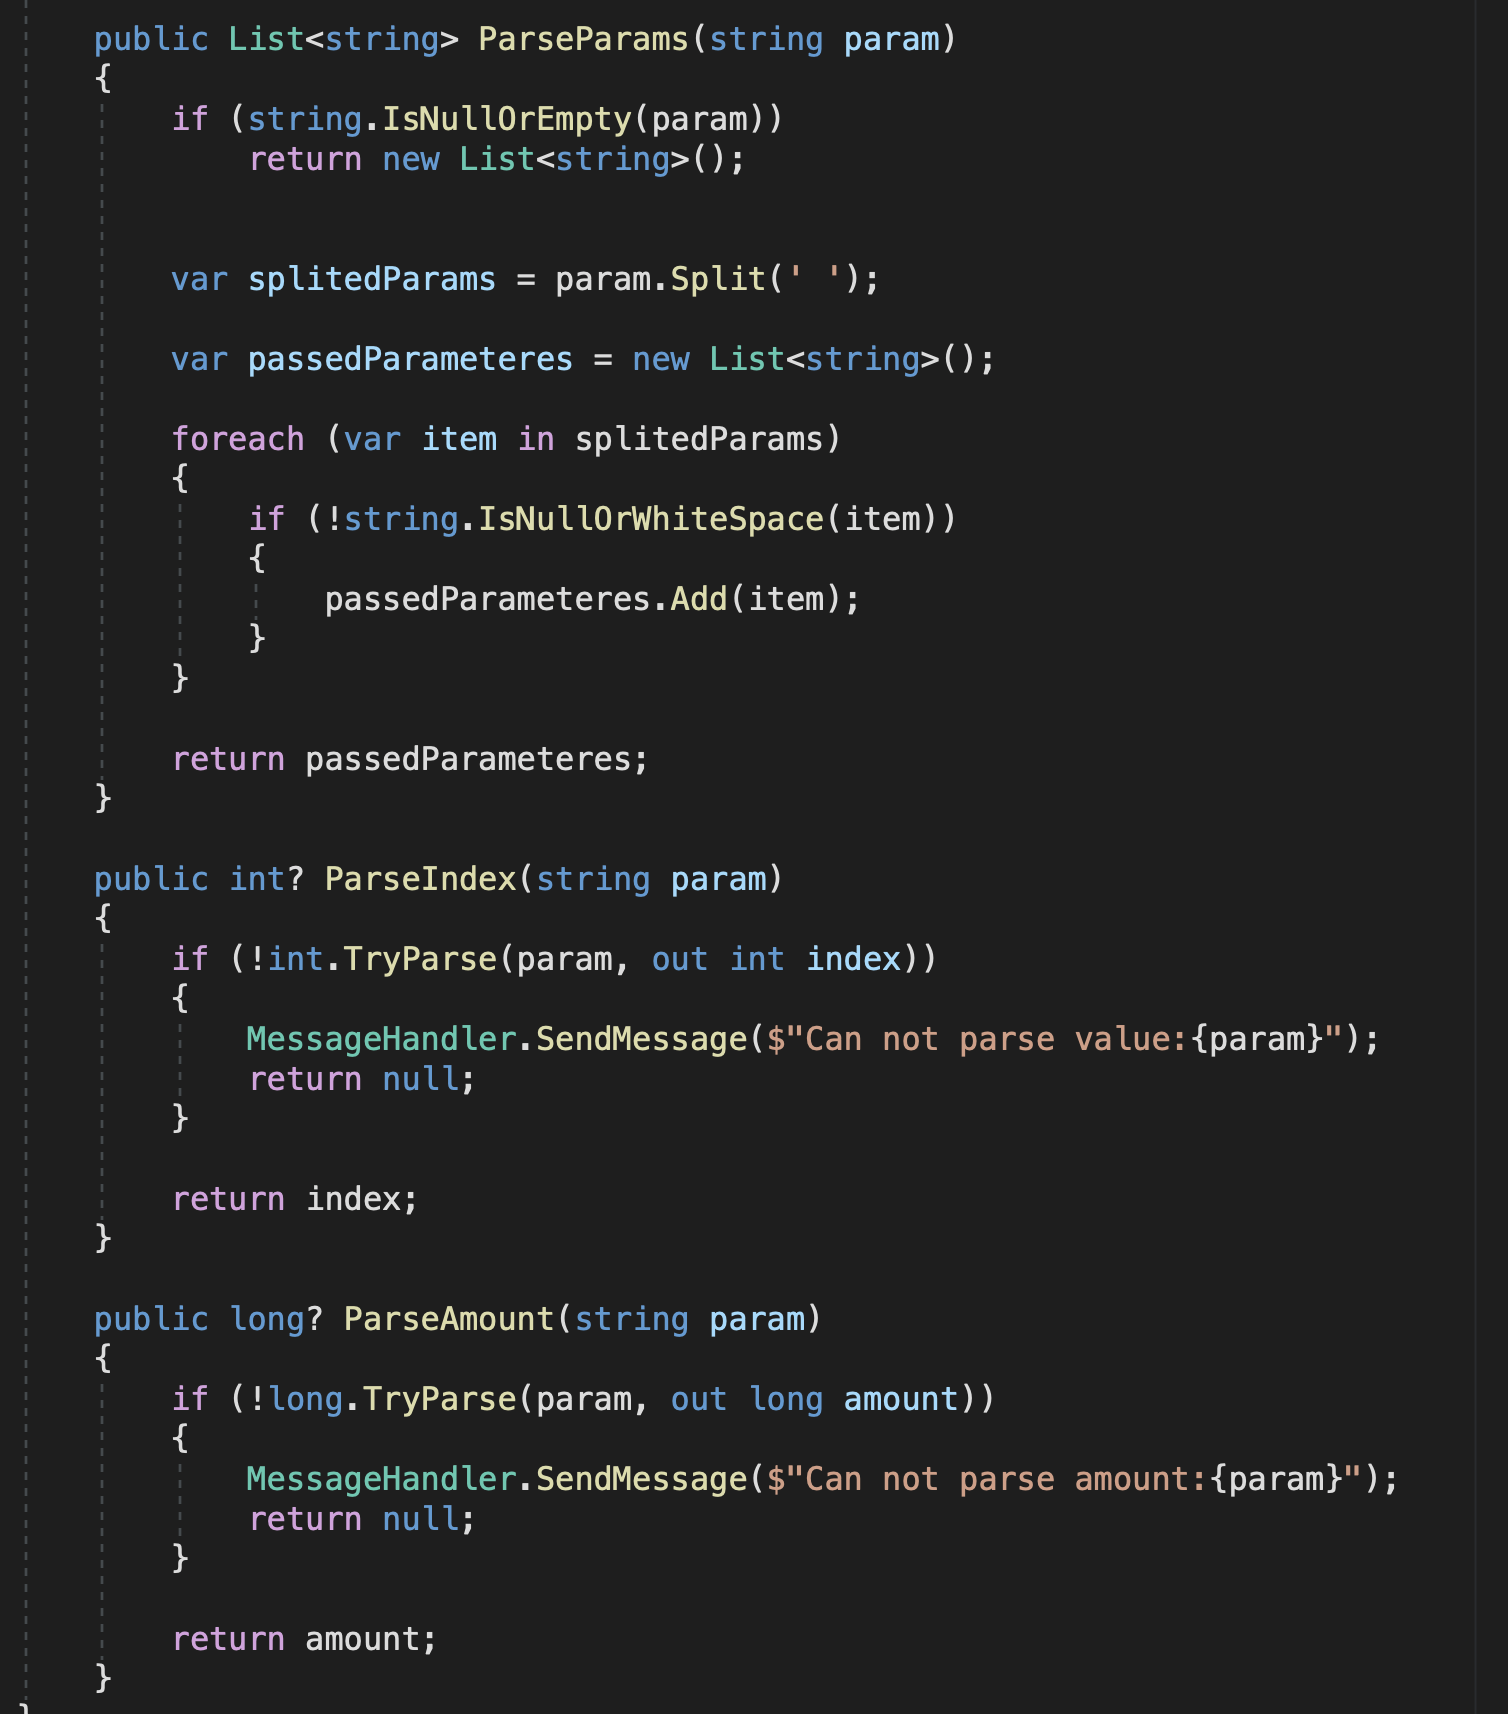 public List<string> ParseParams(string param)
{
if (string.IsNullOrEmpty(param))
return new List<string>();
var splitedParams = param.Split(' ');
var passedParameteres = new List<string>();
foreach (var item in splitedParams)
{
if (!string.IsNullOrWhiteSpace(item))
{
passedParameteres.Add(item);
}
}
return passedParameteres;
}
public int? ParseIndex(string param)
{
if (!int.TryParse(param, out int index))
{
MessageHandler.SendMessage($"Can not parse value:{param}");
return null;
}
return index;
}
public long? ParseAmount(string param)
{
if (!long.TryParse(param, out long amount))
{
MessageHandler.SendMessage($"Can not parse amount:{param}");
return null;
}
return amount;
}